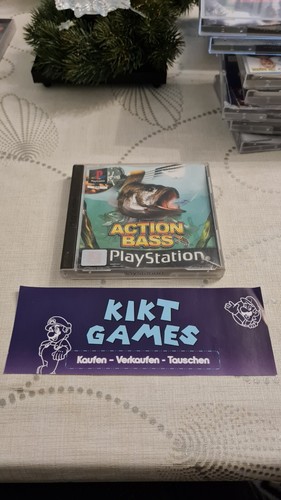 ACTION
BASS
PlayStation
KIKT
GAMES
Kaufen - Verkaufen - Tauschen